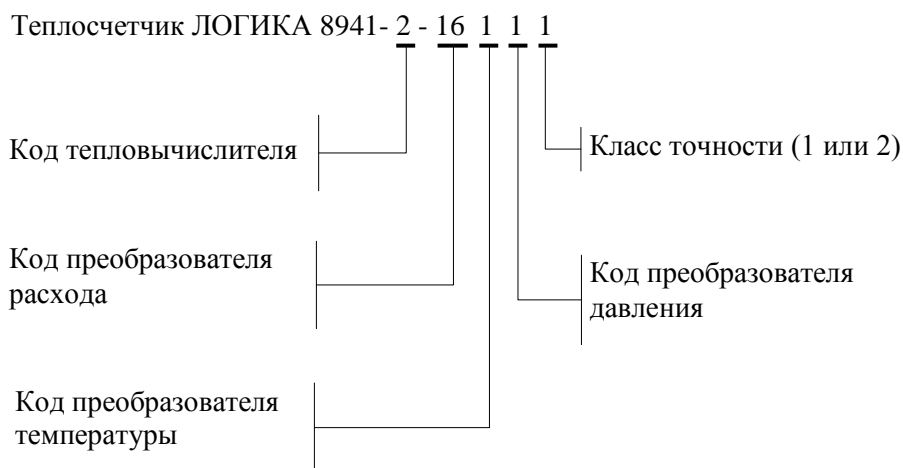 Теплосчетчик ЛОГИКА 8941- 2 - 16 1 1 1
Код тепловычислителя
Класс точности (1 или 2)
Код преобразователя
расхода
Код преобразователя
давления
Код преобразователя
температуры